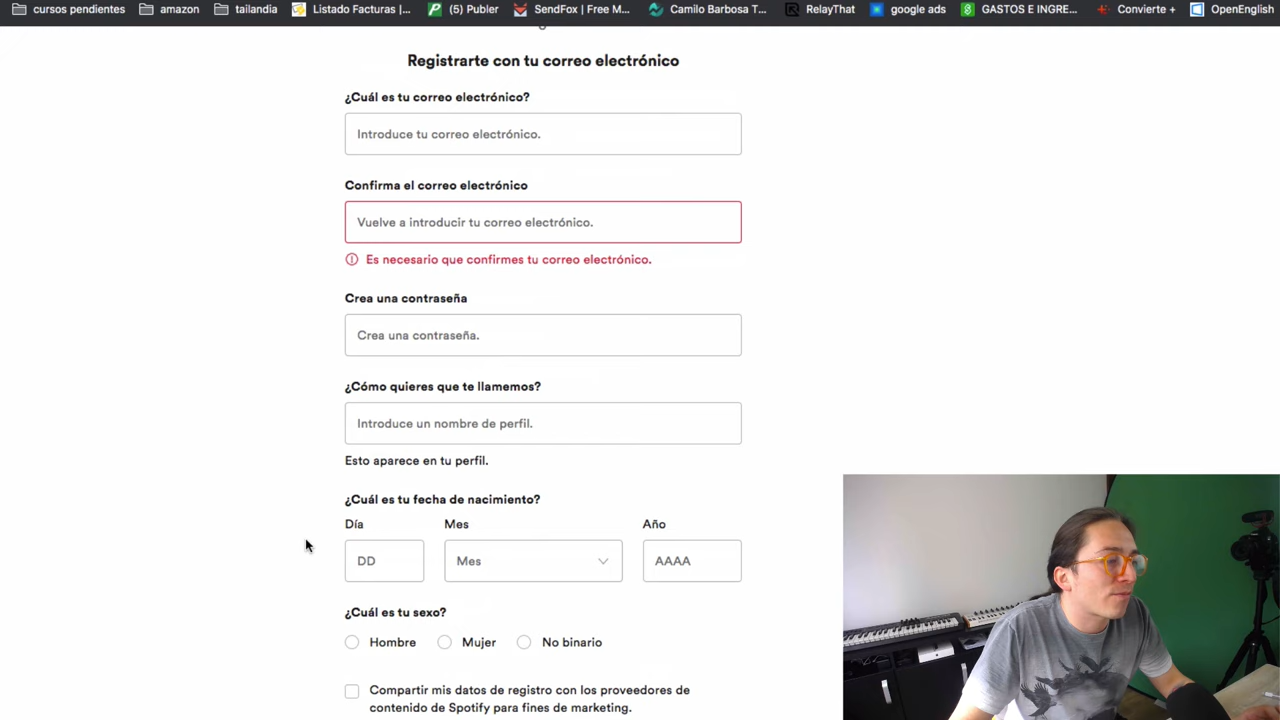 cursos pendientes amazon tailandia Listado Facturas |... (5) Publer SendFox | Free M... Camilo Barbosa T... RelayThat google ads GASTOS E INGRE... Convierte + OpenEnglish
Registrarte con tu correo electrónico
¿Cuál es tu correo electrónico?
Introduce tu correo electrónico.
Confirma el correo electrónico
Vuelve a introducir tu correo electrónico.
Es necesario que confirmes tu correo electrónico.
Crea una contraseña
Crea una contraseña.
¿Cómo quieres que te llamemos?
Introduce un nombre de perfil.
Esto aparece en tu perfil.
¿Cuál es tu fecha de nacimiento?
Día Mes Año
DD Mes AAAA
¿Cuál es tu sexo?
Hombre Mujer No binario
Compartir mis datos de registro con los proveedores de
contenido de Spotify para fines de marketing.